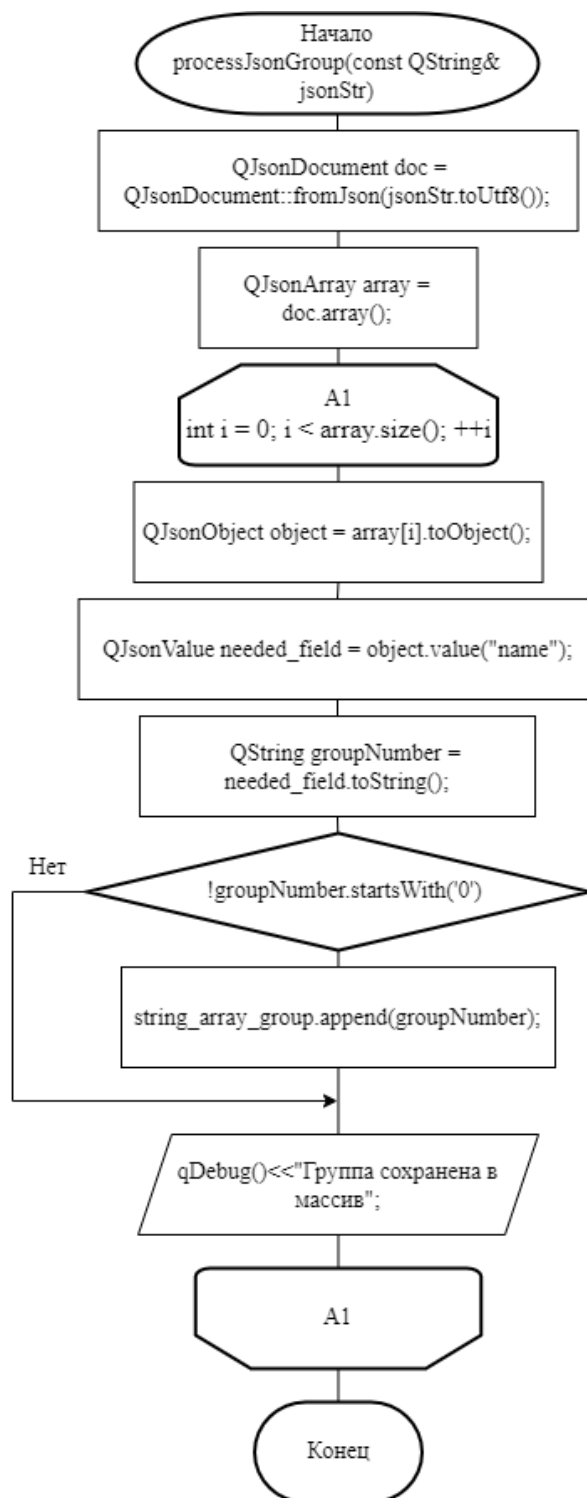 Начало
processJsonGroup(const QString&
jsonStr)
QJsonDocument doc =
QJsonDocument::fromJson(jsonStr.toUtf8());
QJsonArray array =
doc.array();
A1
int i = 0; i < array.size(); ++i
QJsonObject object = array[i].toObject();
QJsonValue needed_field = object.value("name");
QString groupNumber =
needed_field.toString();
Нет
!groupNumber.startsWith('0')
string_array_group.append(groupNumber);
qDebug()<<"Группа сохранена в
массив";
A1
Конец